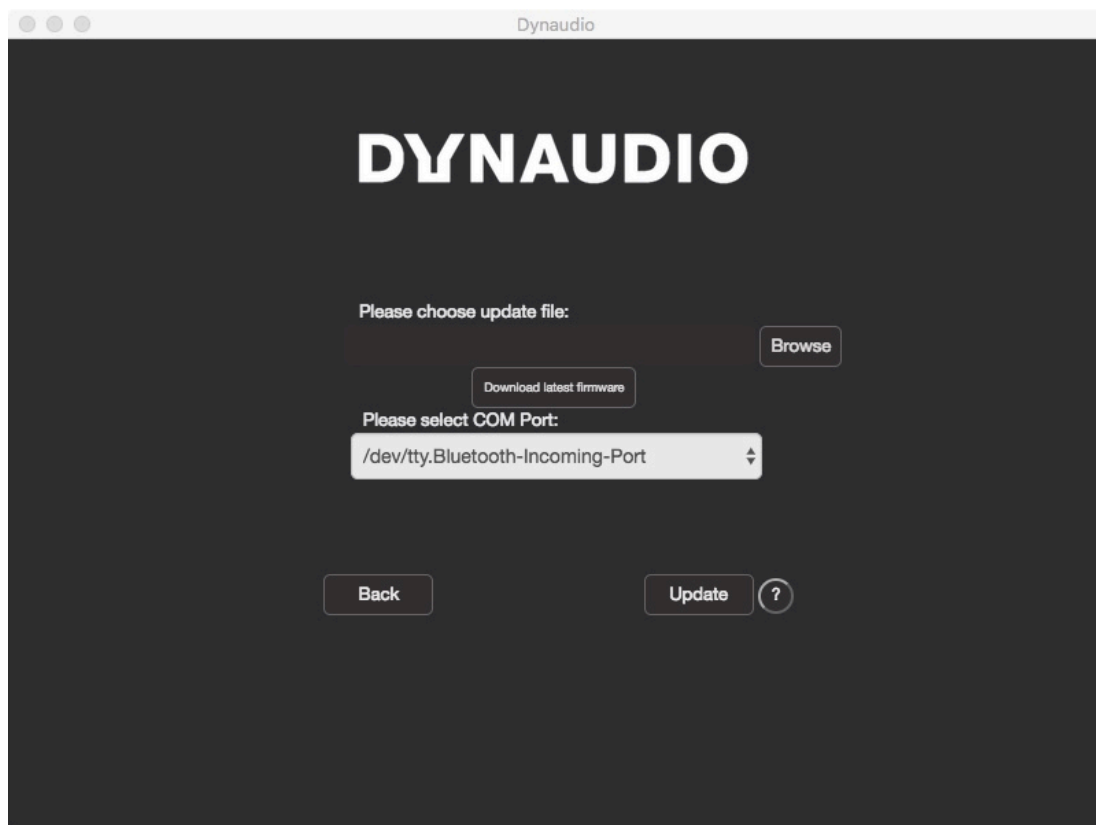 Dynaudio
DYNAUDIO
Please choose update file:
Browse
Download latest firmware
Please select COM Port:
/dev/tty.Bluetooth-Incoming-Port
Back
Update
?